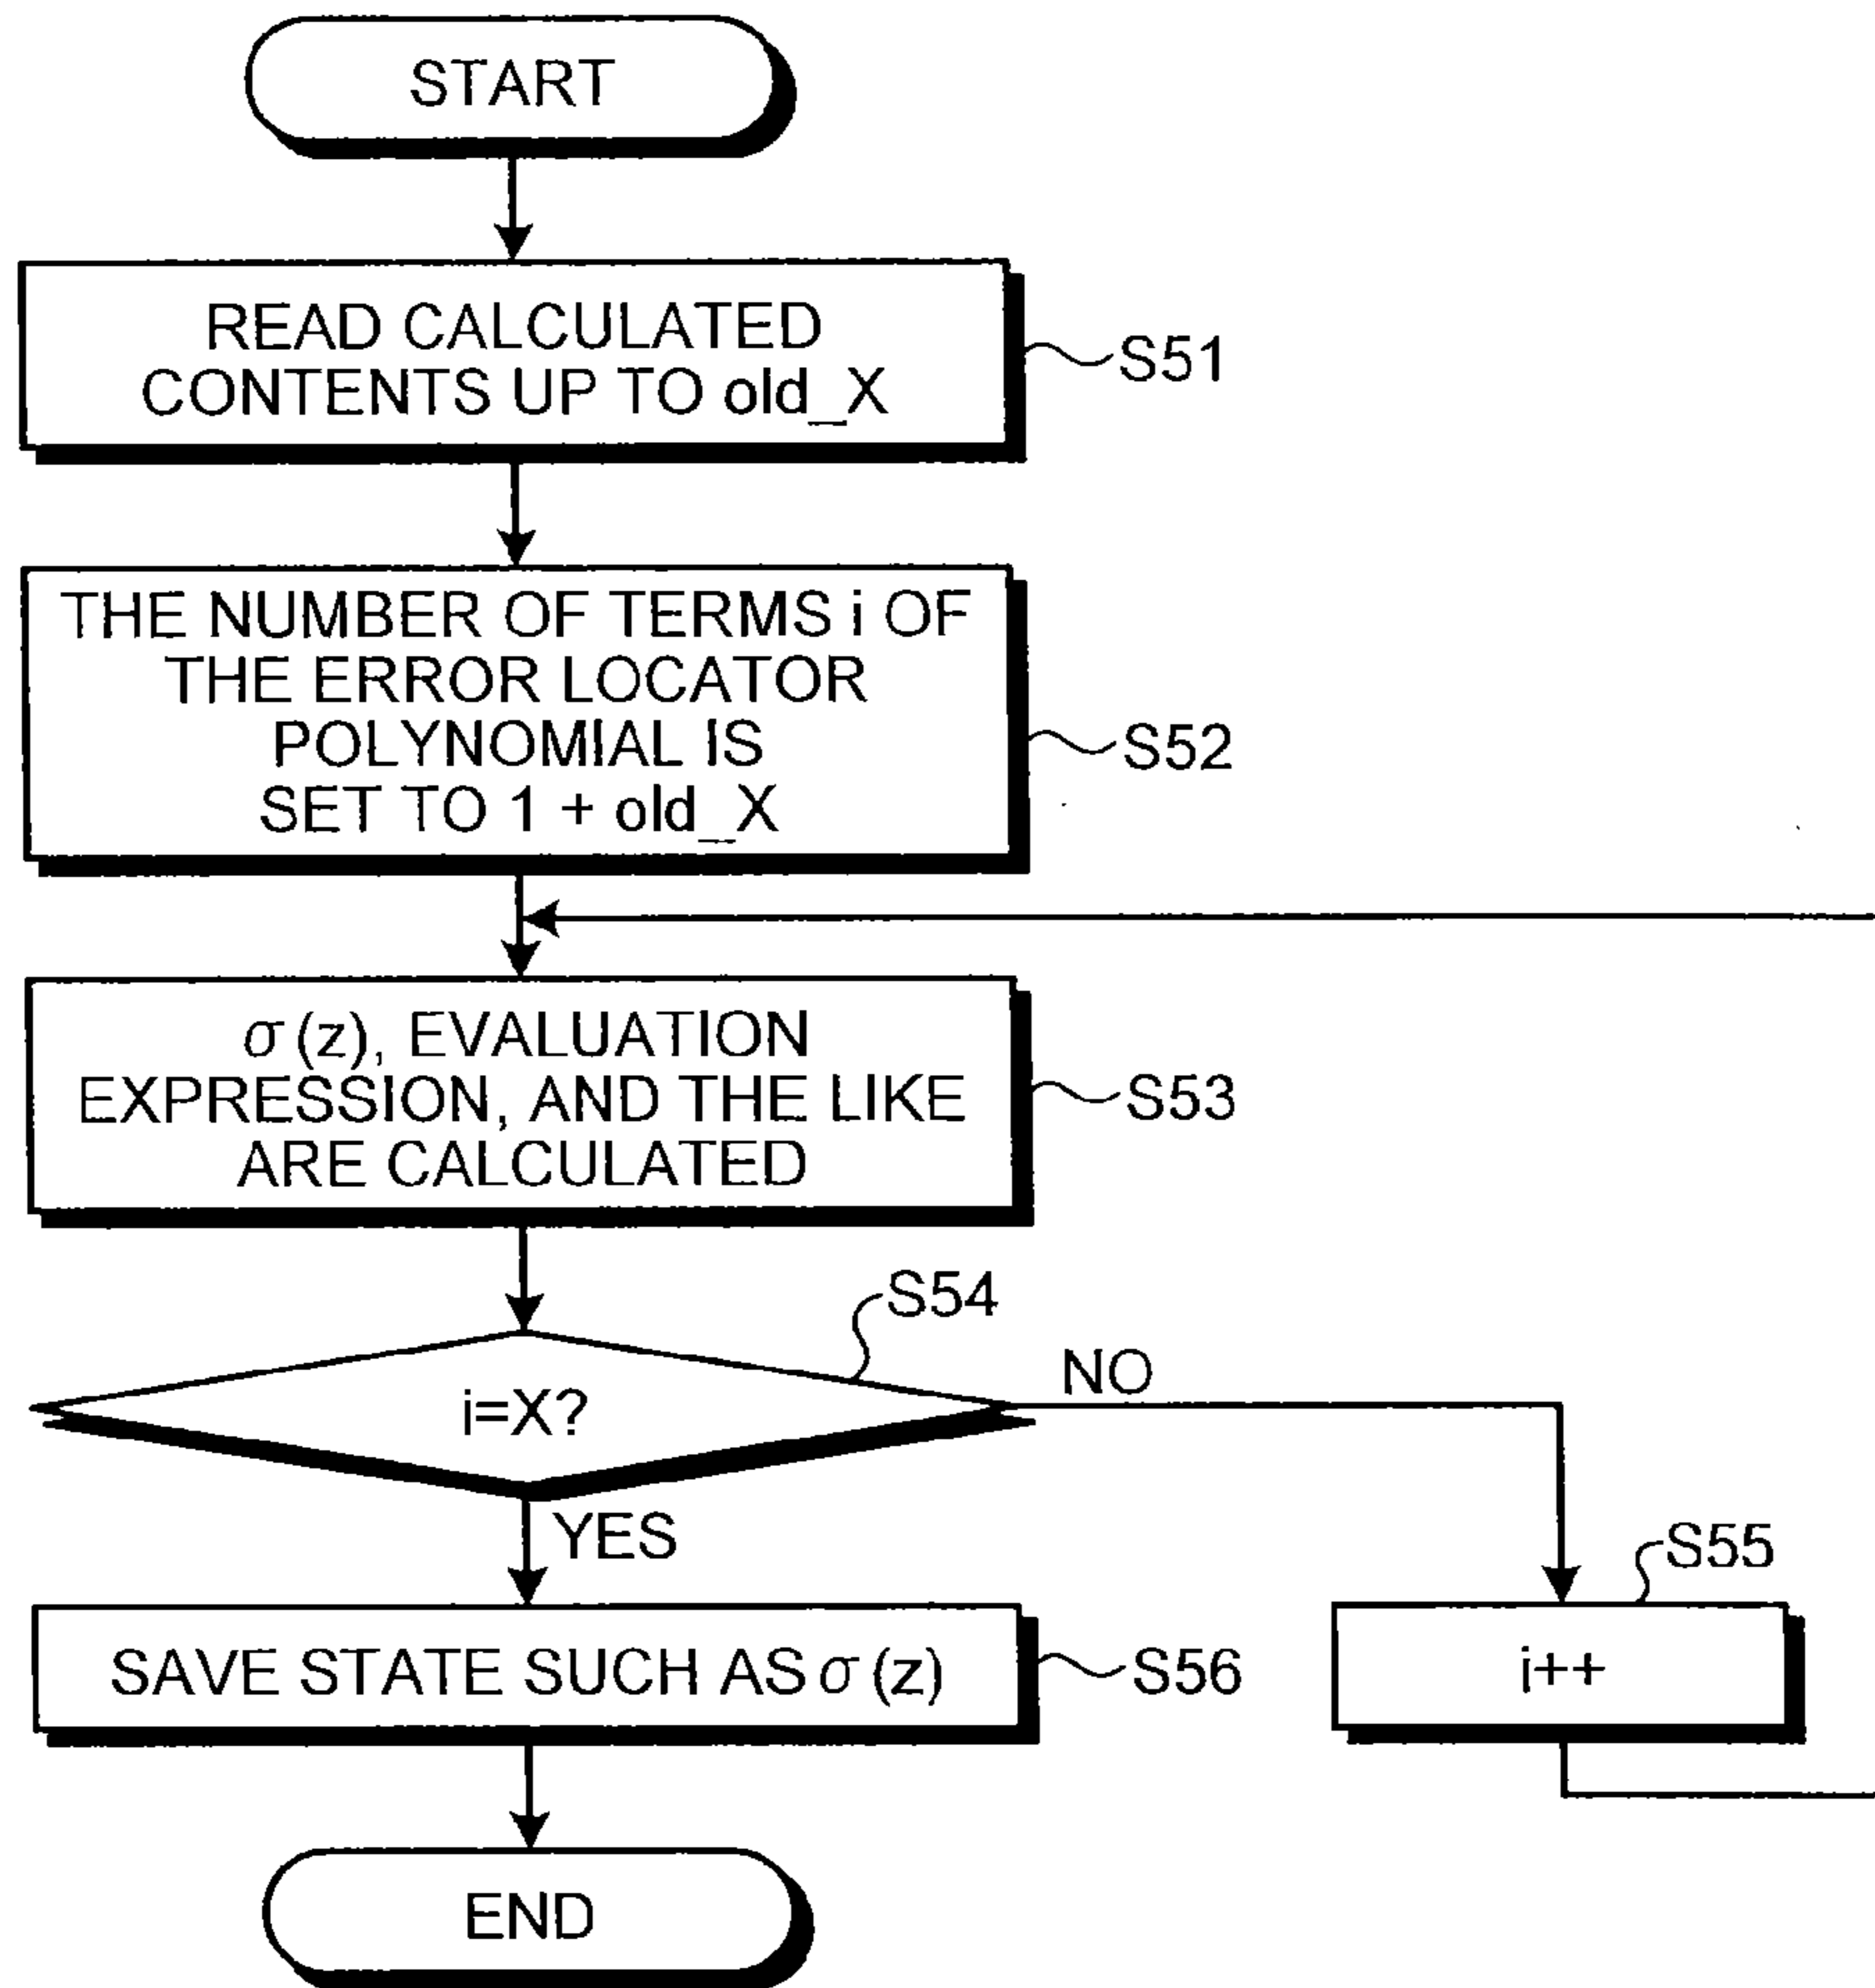 START
READ CALCULATED
CONTENTS UP TO old_X
S51
THE NUMBER OF TERMS i OF
THE ERROR LOCATOR
POLYNOMIAL IS
SET TO 1 + old_X
S52
σ(z), EVALUATION
EXPRESSION, AND THE LIKE
ARE CALCULATED
S53
S54
i=X?
NO
YES
S55
i++
SAVE STATE SUCH AS σ(z)
S56
END